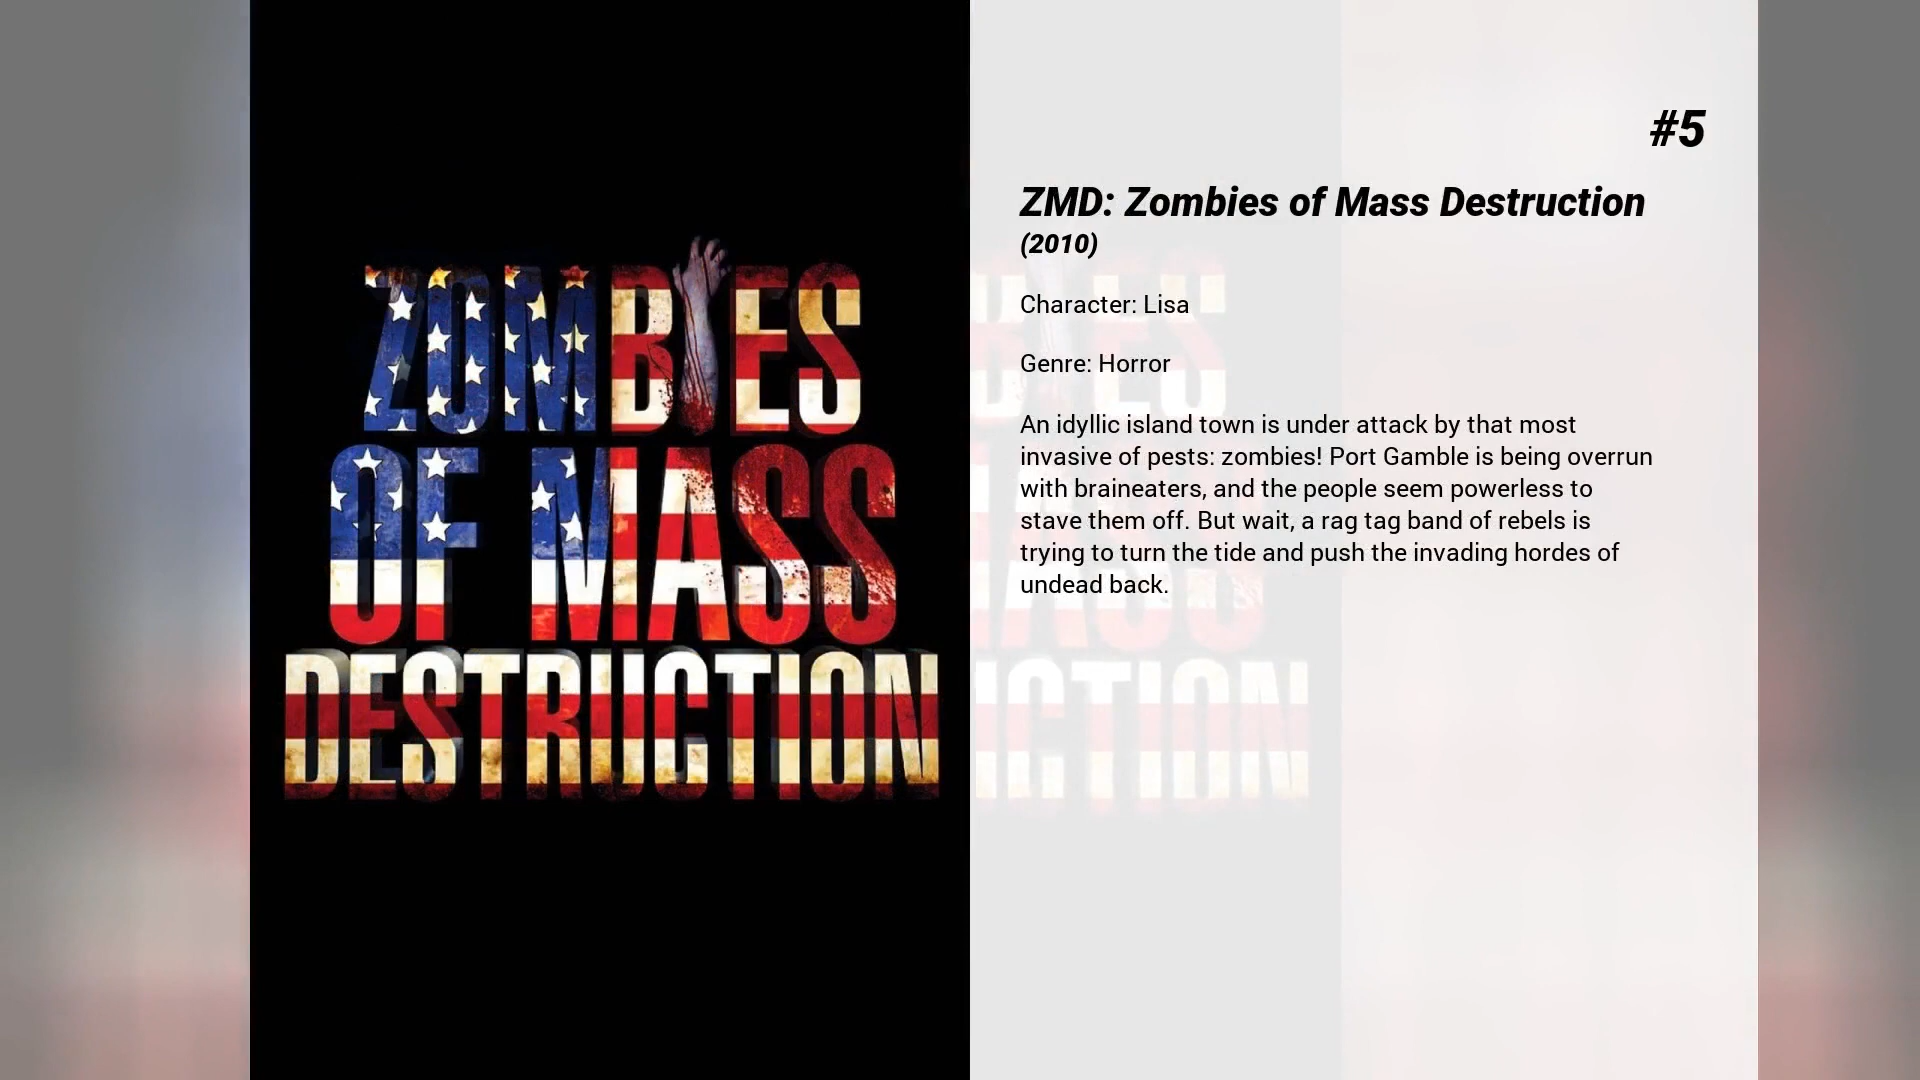 ZOMBIES
OF MASS
DESTRUCTION
#5
ZMD: Zombies of Mass Destruction
(2010)
Character: Lisa
Genre: Horror
An idyllic island town is under attack by that most
invasive of pests: zombies! Port Gamble is being overrun
with braineaters, and the people seem powerless to
stave them off. But wait, a rag tag band of rebels is
trying to turn the tide and push the invading hordes of
undead back.